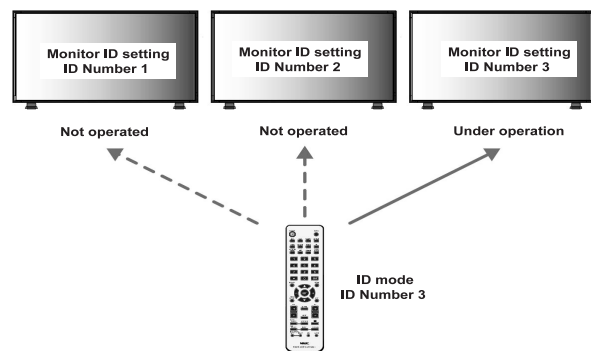 Monitor ID setting
ID Number 1
Monitor ID setting
ID Number 2
Monitor ID setting
ID Number 3
Not operated
Not operated
Under operation
ID mode
ID Number 3